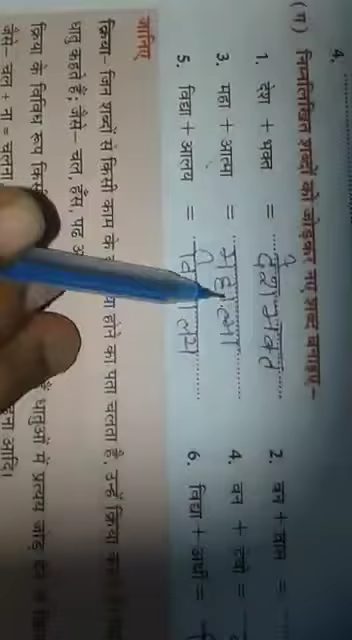 4.
(ग) निम्नलिखित शब्दों को जोड़कर नए शब्द बनाइए–
1. देश + भक्त = देशभक्त
2. वन + वास =
3. महा + आत्मा = महात्मा
4. वन + देवी =
5. विद्या + आलय =
6. विद्या + अर्थी =
जानिए
क्रिया- जिन शब्दों से किसी काम के या होने का पता चलता है, उन्हें क्रिया
धातु कहते हैं; जैसे– चल, हँस, पढ़
क्रिया के विविध रूप धातुओं में प्रत्यय जोड़
जैसे– चल + ना = चलना आदि।